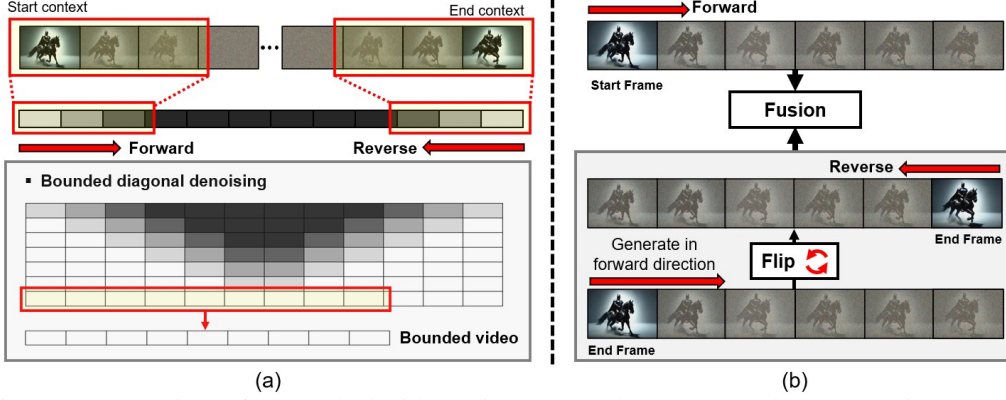 Start context
End context
...
Forward
Reverse
▪ Bounded diagonal denoising
Bounded video
(a)
Forward
Start Frame
Fusion
Reverse
End Frame
Generate in
forward direction
Flip
End Frame
(b)